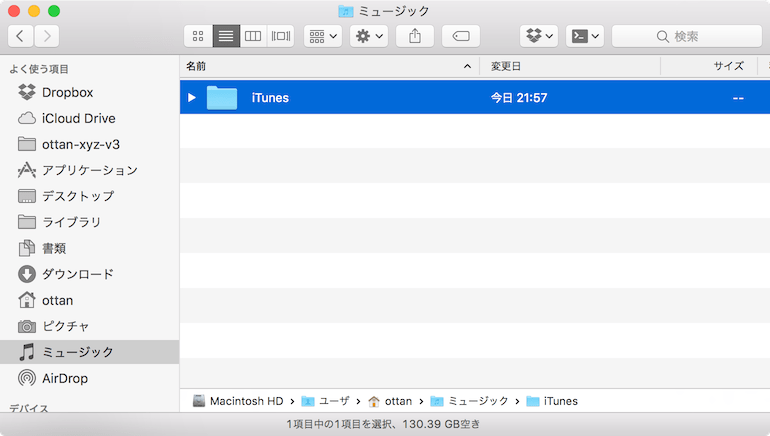 ミュージック
検索
よく使う項目
Dropbox
iCloud Drive
ottan-xyz-v3
アプリケーション
デスクトップ
ライブラリ
書類
ダウンロード
ottan
ピクチャ
ミュージック
AirDrop
デバイス
名前 変更日 サイズ
iTunes 今日 21:57 --
Macintosh HD ユーザ ottan ミュージック iTunes
1項目中の1項目を選択、130.39 GB空き